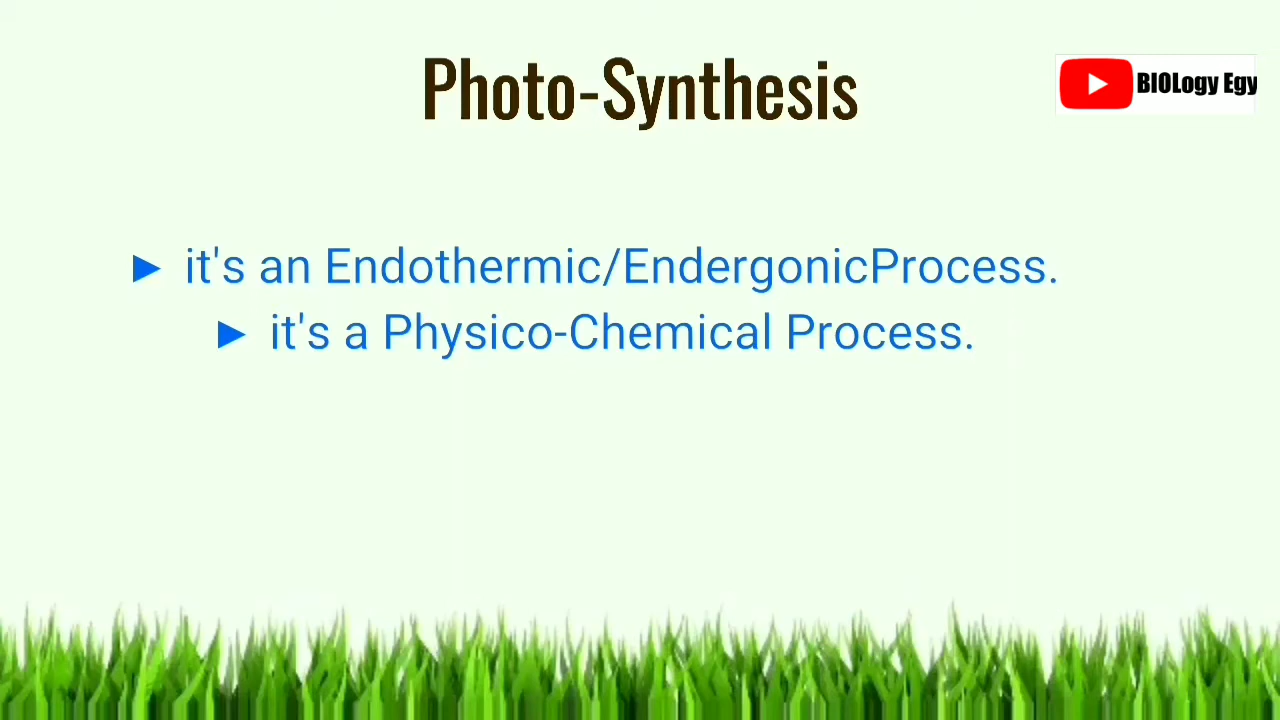 Photo-Synthesis
BIOLogy Egy
► it's an Endothermic/EndergonicProcess.
► it's a Physico-Chemical Process.